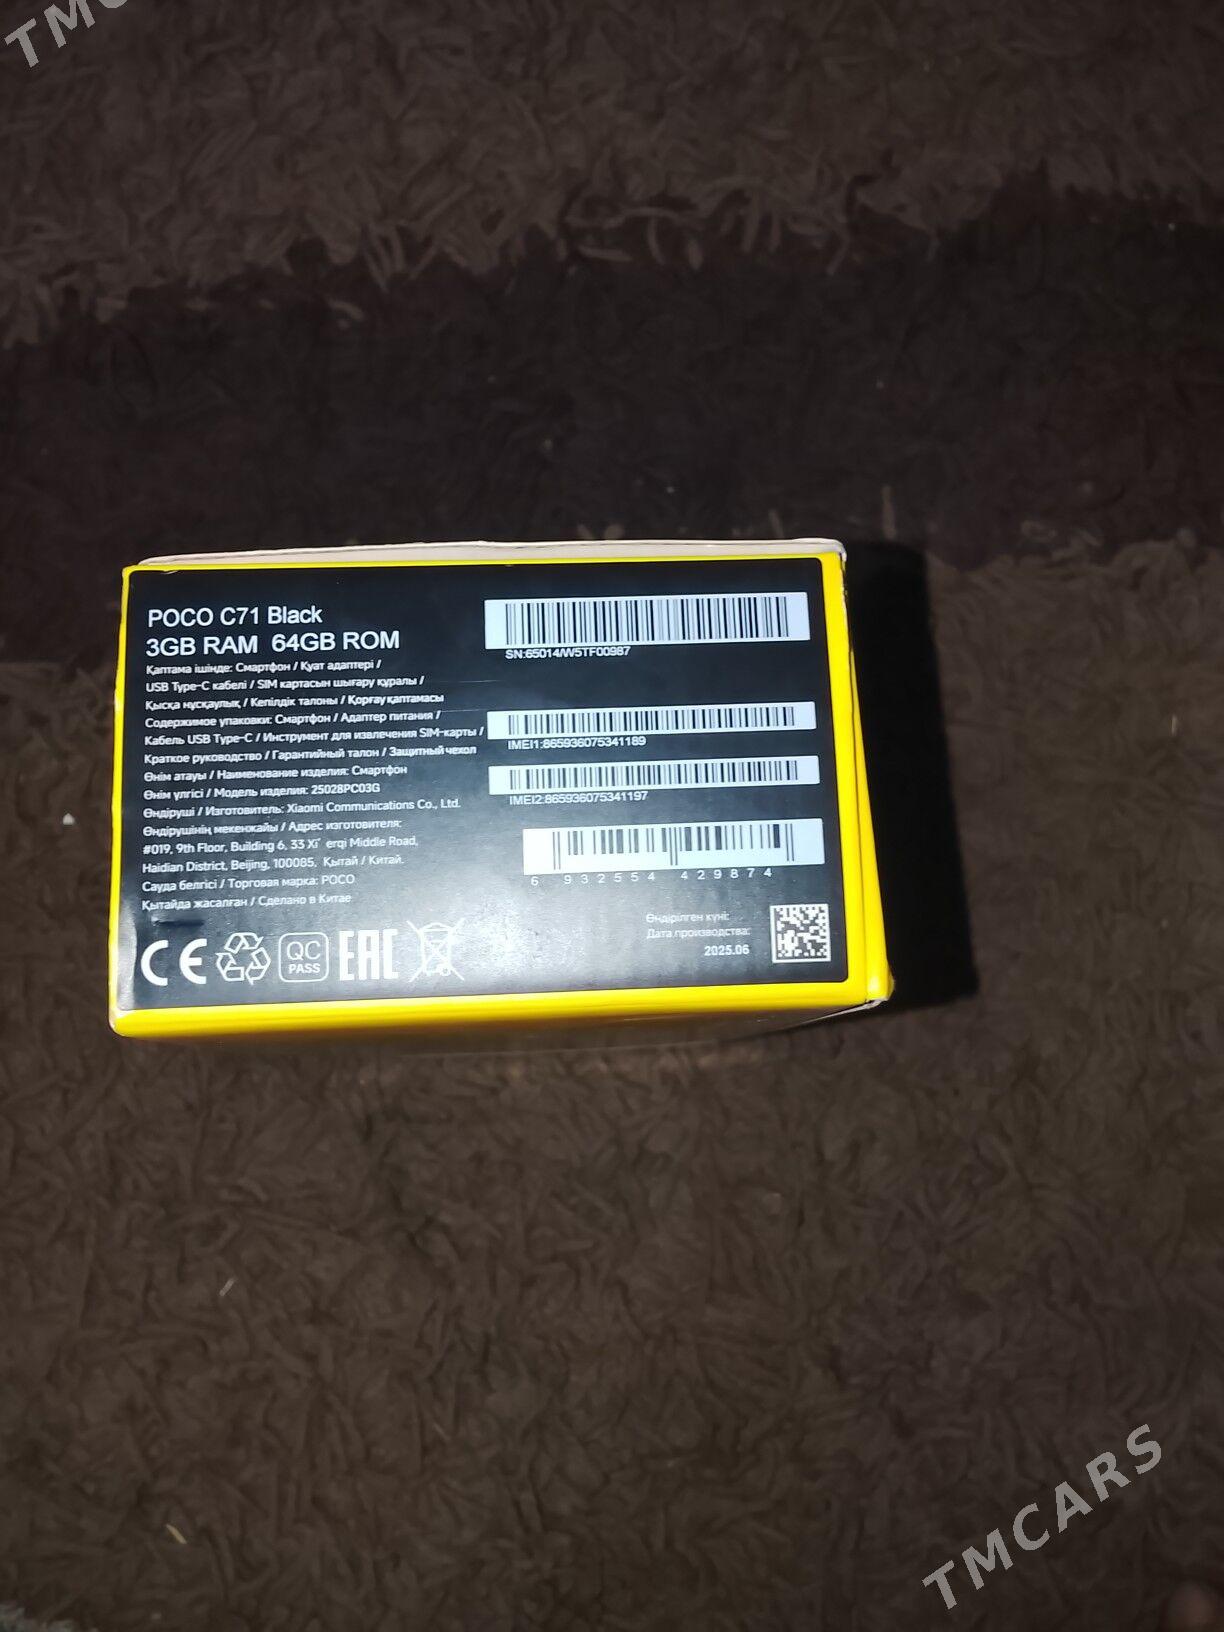 TMC
POCO C71 Black
3GB RAM 64GB ROM
Қаптама ішінде: Смартфон / Қуат адаптері /
USB Type-C кабелі / SIM картасын шығару құралы /
Қысқа нұсқаулық / Кепілдік талоны / Қорғау қаптамасы
Содержимое упаковки: Смартфон / Адаптер питания /
Кабель USB Type-C / Инструмент для извлечения SIM-карты /
Краткое руководство / Гарантийный талон / Защитный чехол
Өнім атауы / Наименование изделия: Смартфон
Өнім үлгісі / Модель изделия: 25028PC03G
Өндіруші / Изготовитель: Xiaomi Communications Co., Ltd.
Өндірушінің мекенжайы / Адрес изготовителя:
#019, 9th Floor, Building 6, 33 Xi' erqi Middle Road,
Haidian District, Beijing, 100085, Қытай / Китай.
Сауда белгісі / Торговая марка: POCO
Қытайда жасалған / Сделано в Китае
CE QC PASS EAC
SN:65014/W5TF00987
IMEI1:865936075341189
IMEI2:865936075341197
6 932554 429874
Өндірілген күні:
Дата производства:
2025.06
TMCARS